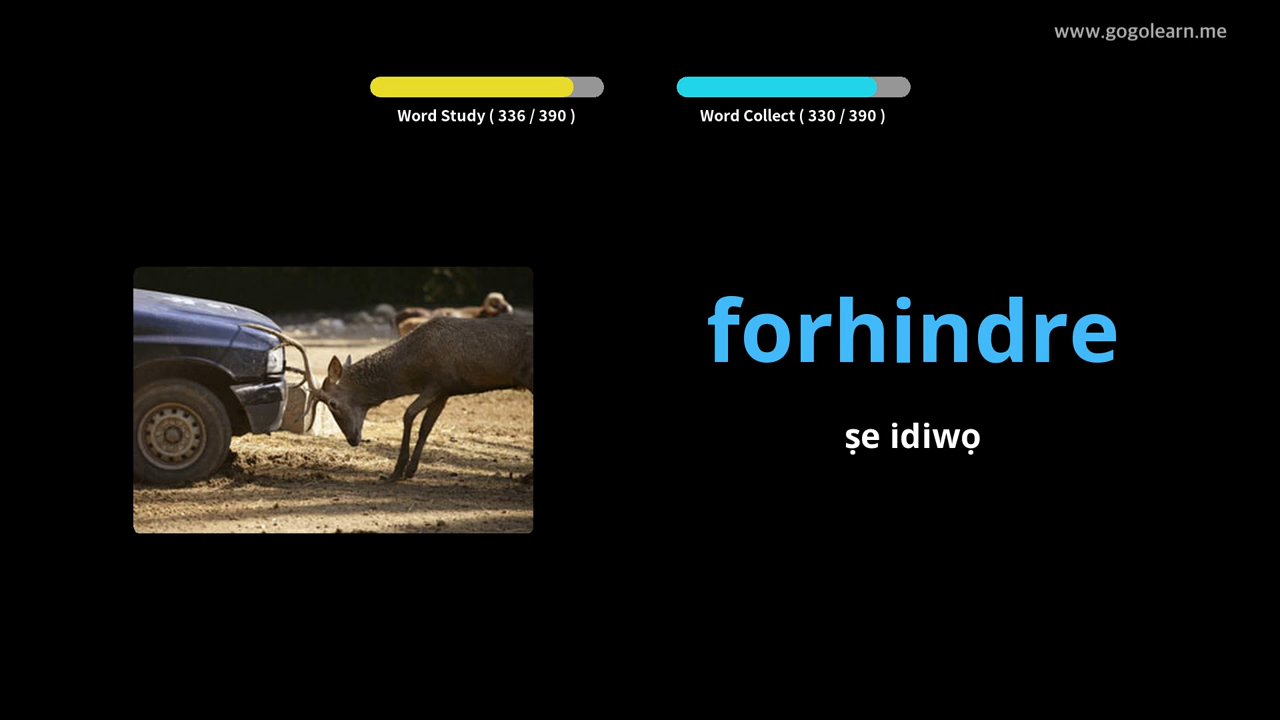 www.gogolearn.me
Word Study ( 336 / 390 )
Word Collect ( 330 / 390 )
forhindre
ṣe idiwọ